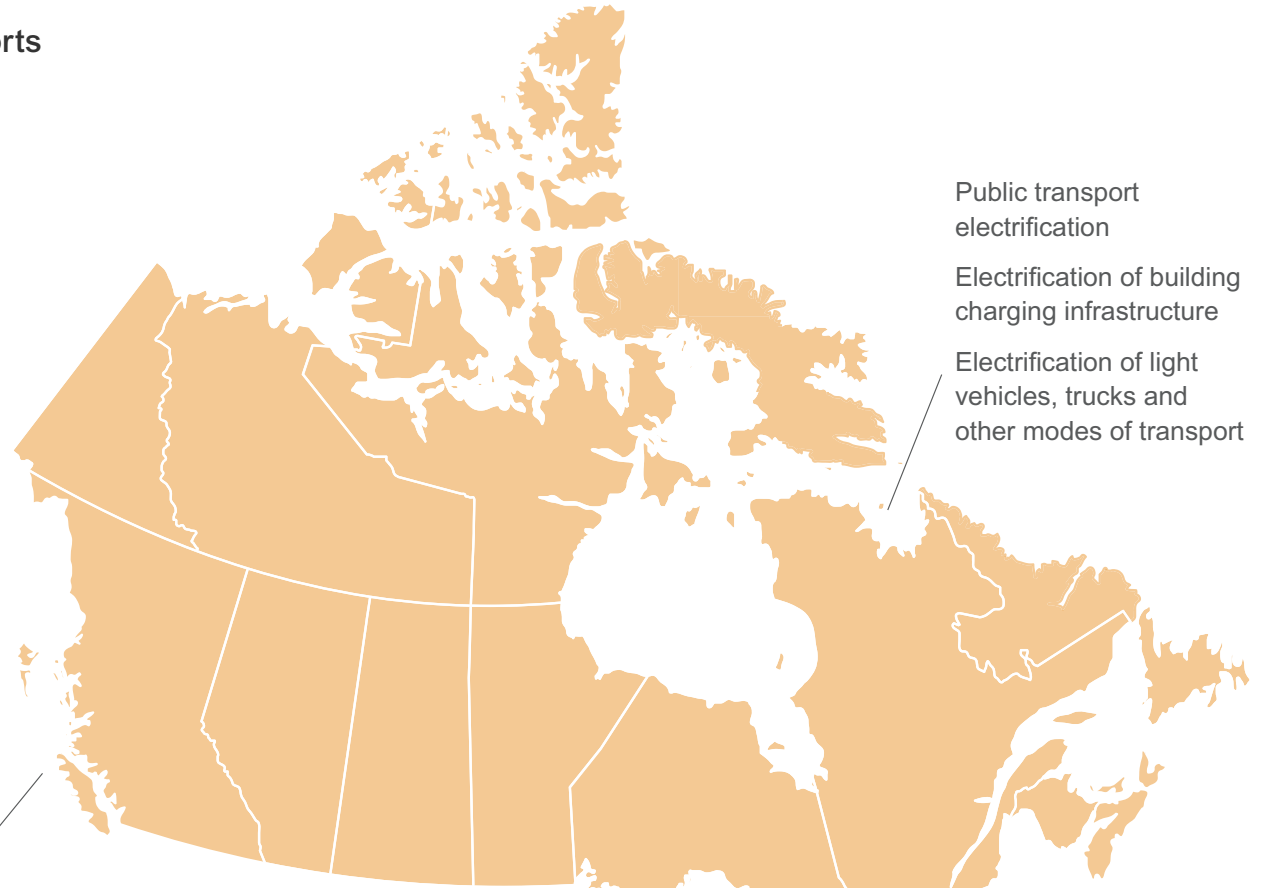 rts
Public transport
electrification
Electrification of building
charging infrastructure
Electrification of light
vehicles, trucks and
other modes of transport